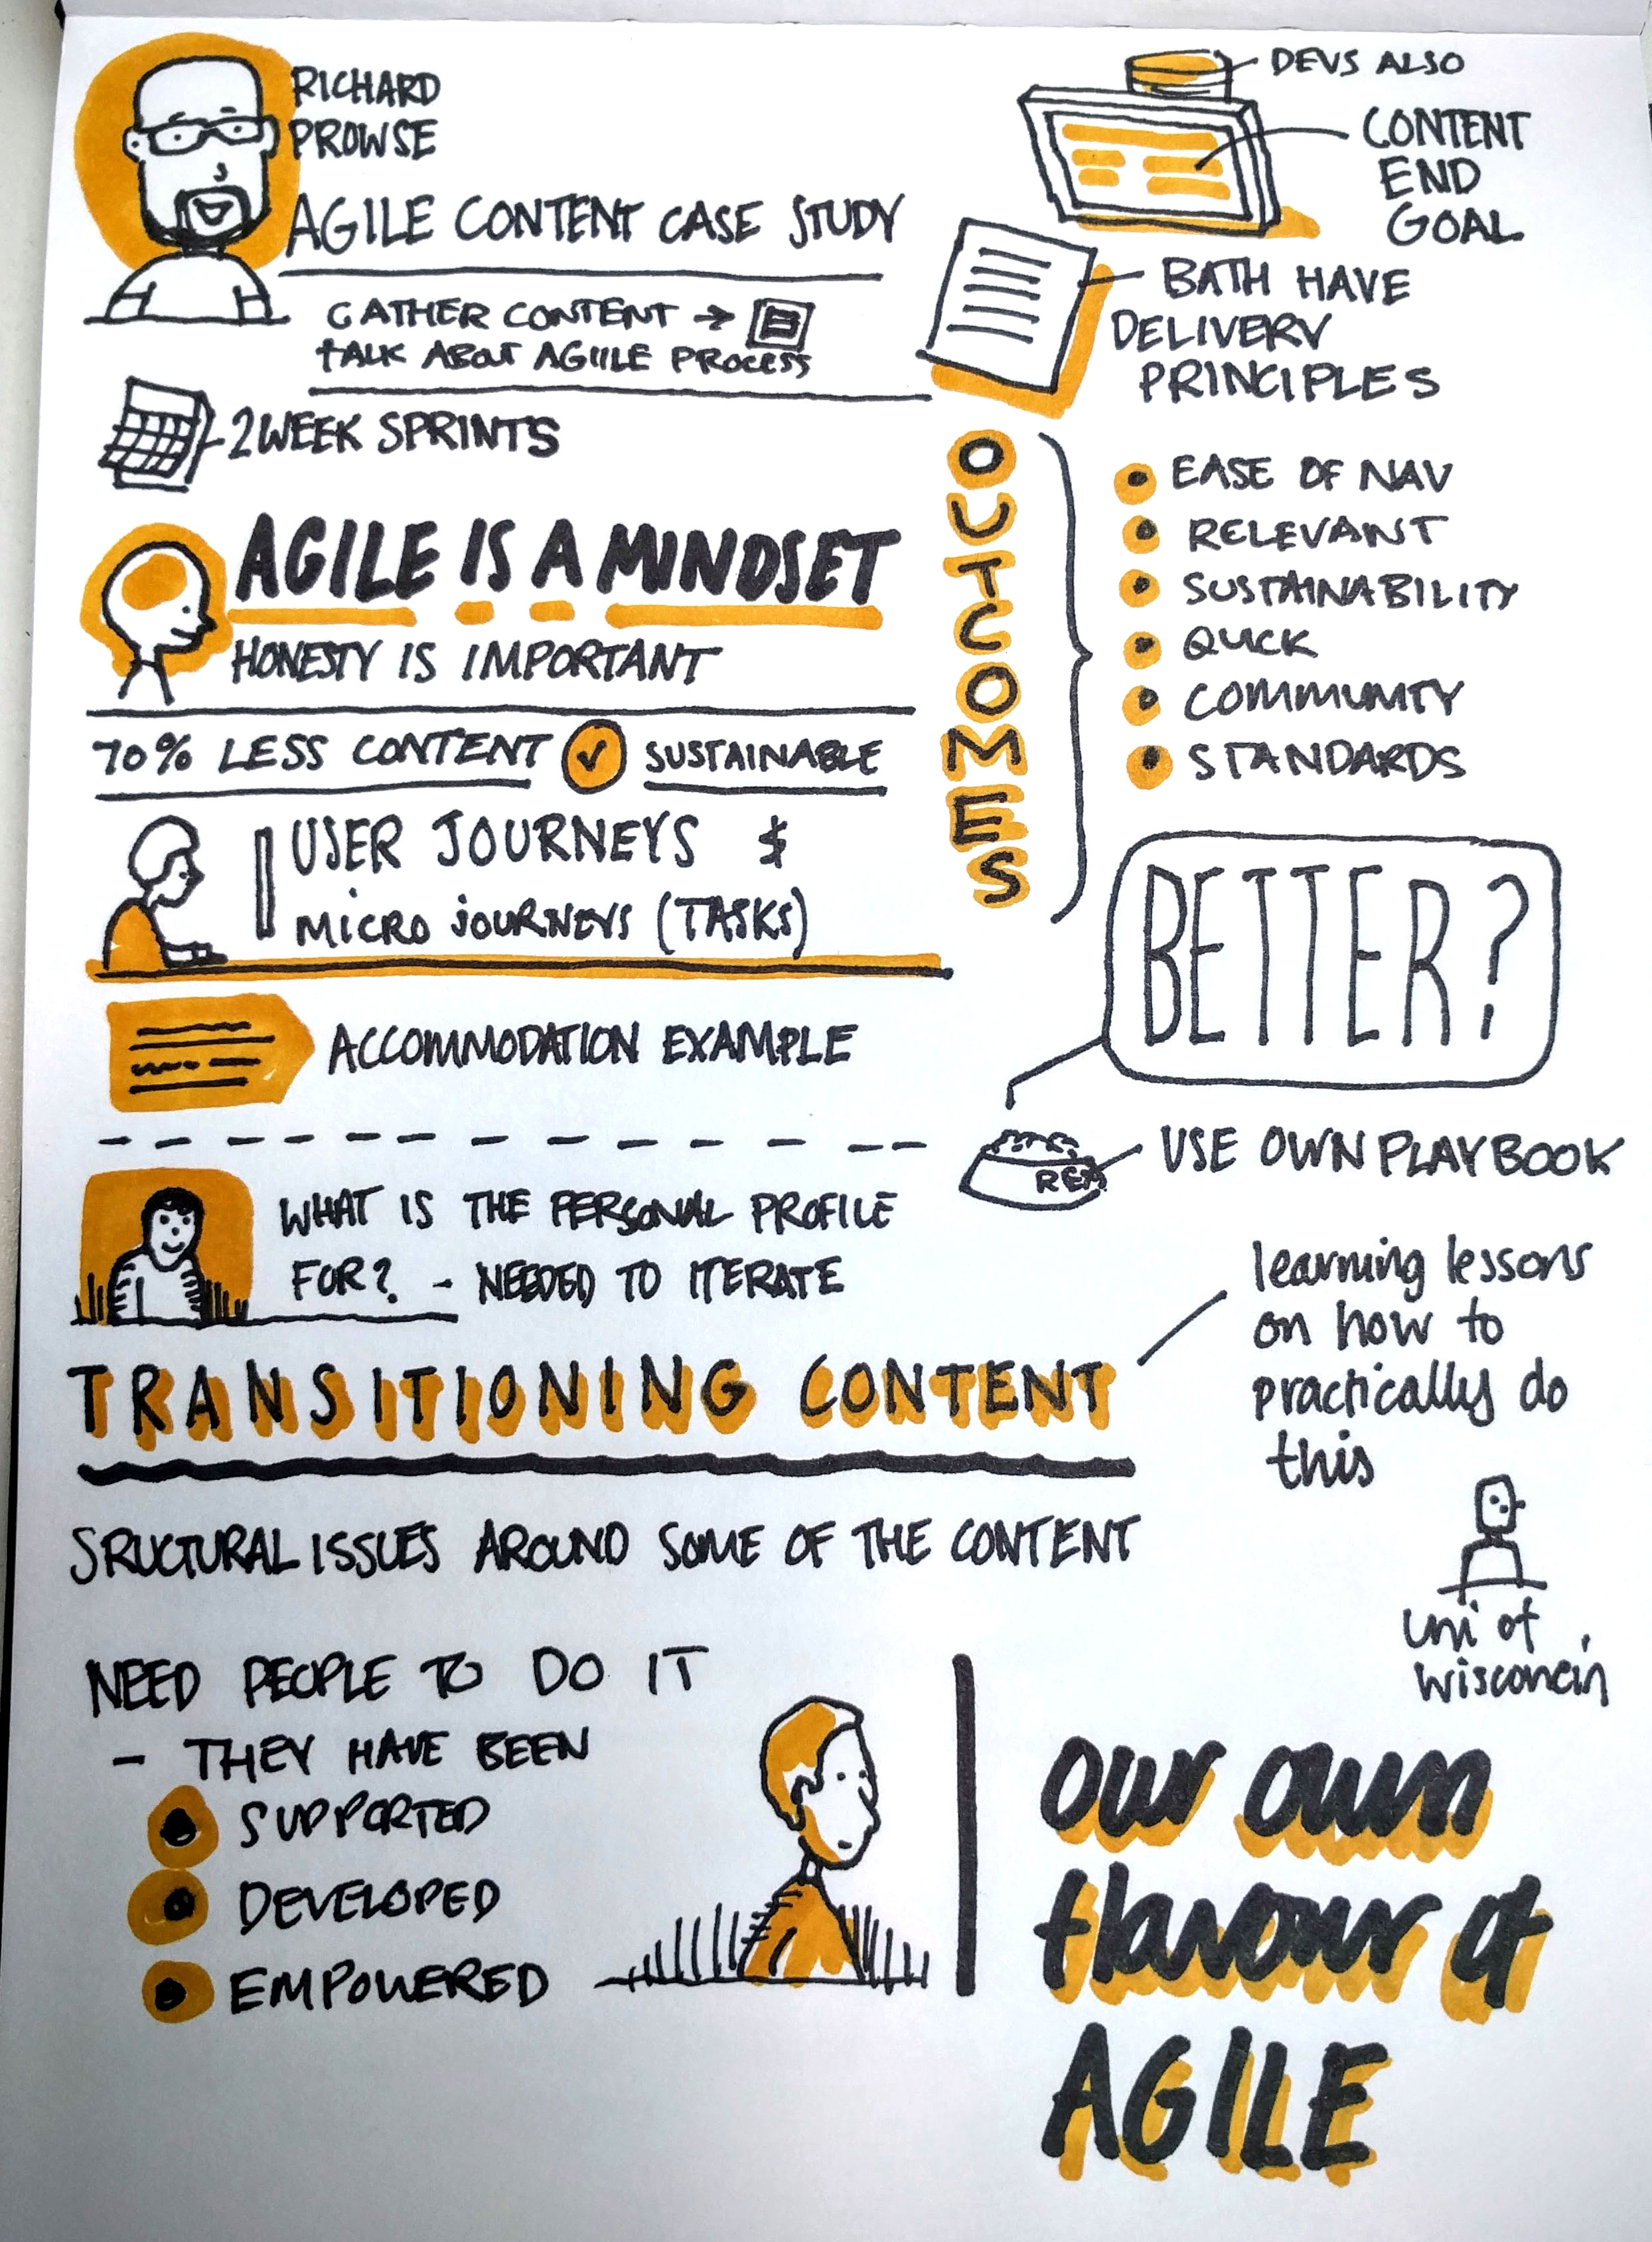 RICHARD
PROWSE
AGILE CONTENT CASE STUDY
GATHER CONTENT →
TALK ABOUT AGIILE PROCESS
2 WEEK SPRINTS
AGILE IS A MINDSET
HONESTY IS IMPORTANT
70% LESS CONTENT ✓ SUSTAINABLE
USER JOURNEYS &
MICRO JOURNEYS (TASKS)
ACCOMMODATION EXAMPLE
WHAT IS THE PERSONAL PROFILE
FOR? - NEEDED TO ITERATE
TRANSITIONING CONTENT
SRUCTURAL ISSUES AROUND SOME OF THE CONTENT
NEED PEOPLE TO DO IT
- THEY HAVE BEEN
SUPPORTED
DEVELOPED
EMPOWERED
DEVS ALSO
CONTENT
END
GOAL
BATH HAVE
DELIVERY
PRINCIPLES
OUTCOMES
EASE OF NAV
RELEVANT
SUSTAINABILITY
QUICK
COMMUNITY
STANDARDS
BETTER?
USE OWN PLAYBOOK
learning lessons
on how to
practically do
this
uni of
wisconsin
our own
flavour of
AGILE